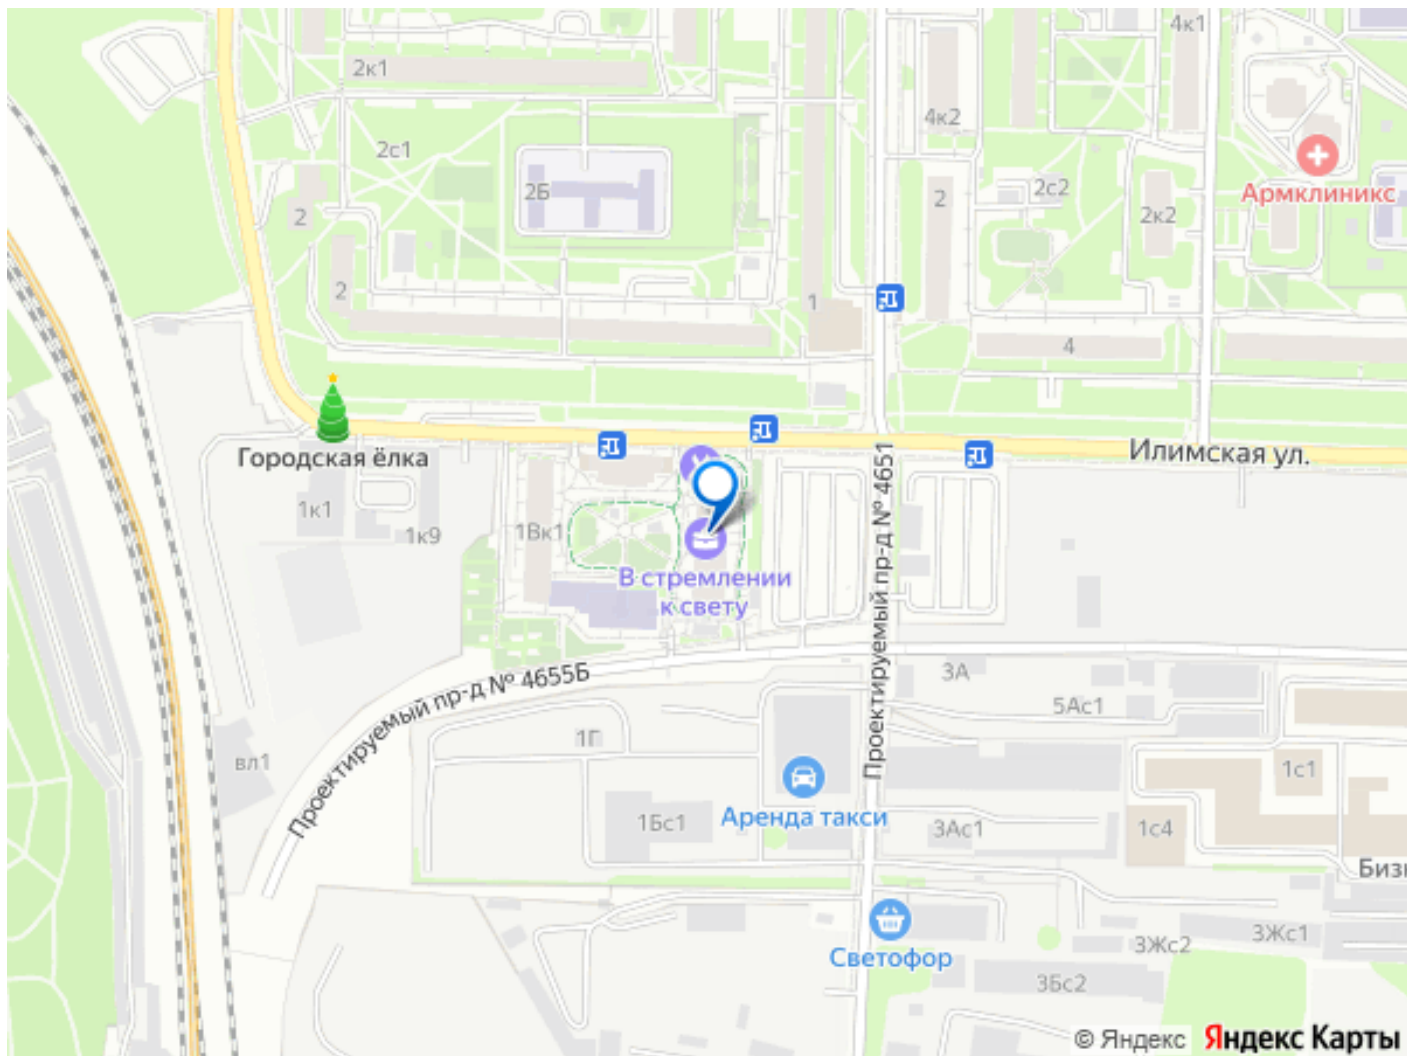 4к1
2к1
4к2
2с1
Армклиникс
2Б
2с2
2
2к2
2
2
1
4
Городская ёлка
Илимская ул.
1к1
1к9
1Вк1
В стремлении
к свету
Проектируемый пр-д № 4651
Проектируемый пр-д № 4655Б
3А
5Ас1
1Г
вл1
1с1
Аренда такси
1Бс1
3Ас1
1с4
Бизн
Светофор
3Жс2
3Жс1
3Бс2
© Яндекс Яндекс Карты